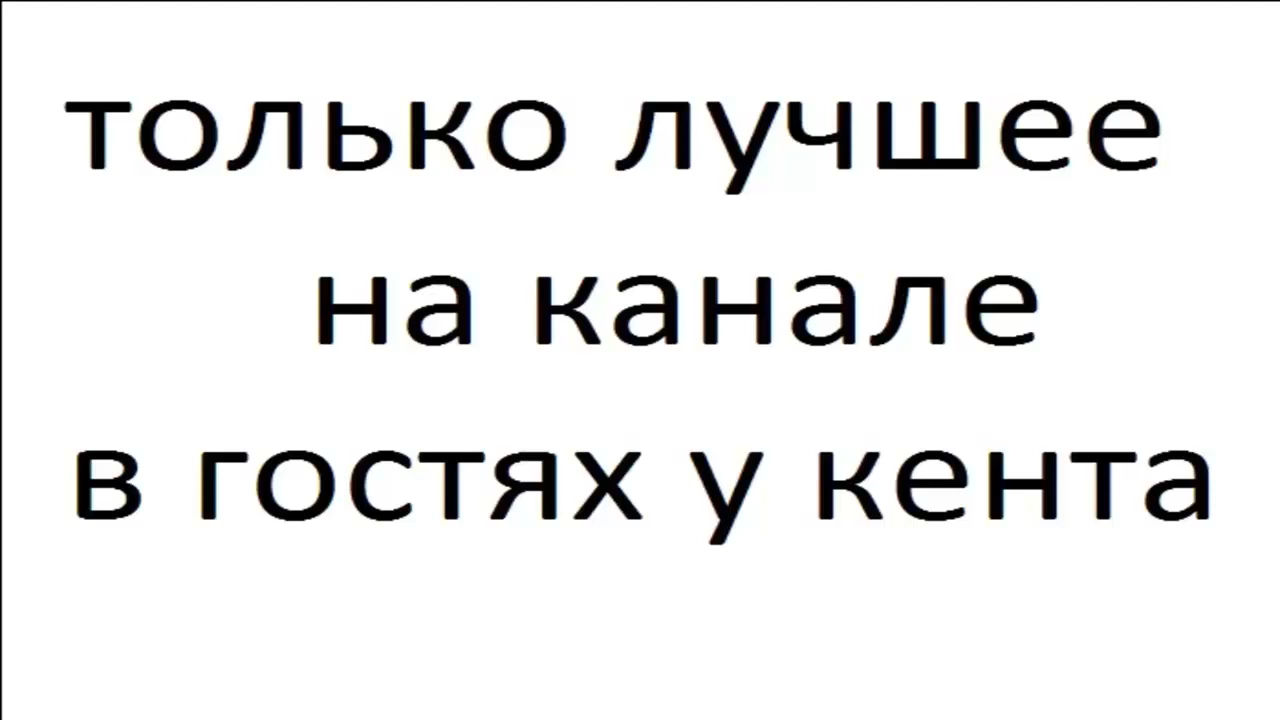 только лучшее
на канале
в гостях у кента